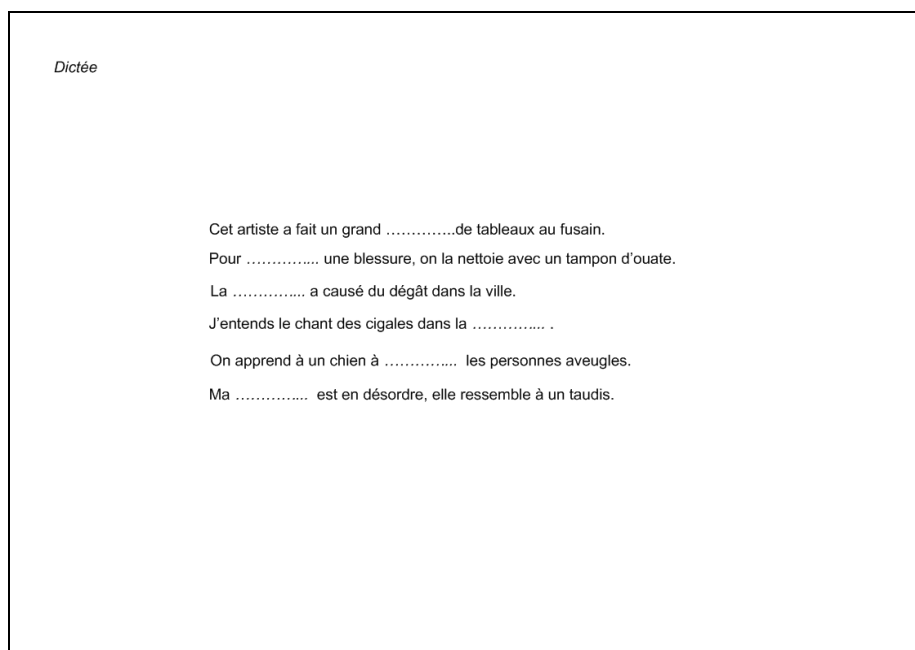 Dictée
Cet artiste a fait un grand …………..de tableaux au fusain.
Pour ………….... une blessure, on la nettoie avec un tampon d’ouate.
La ………….... a causé du dégât dans la ville.
J’entends le chant des cigales dans la ………….... .
On apprend à un chien à ………….... les personnes aveugles.
Ma ………….... est en désordre, elle ressemble à un taudis.